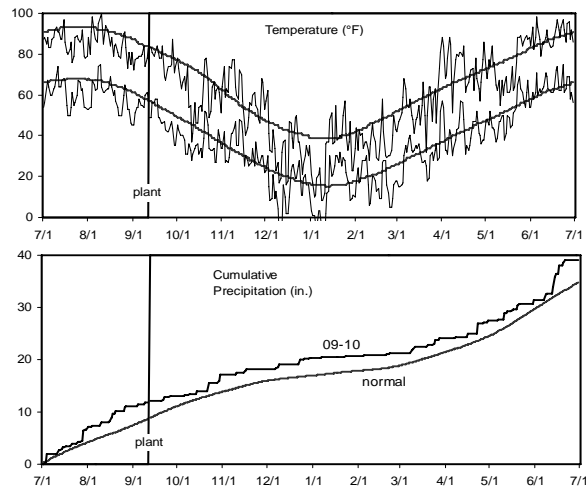 Temperature (°F)
100
80
60
40
20
0
plant
7/1 8/1 9/1 10/1 11/1 12/1 1/1 2/1 3/1 4/1 5/1 6/1 7/1
Cumulative
Precipitation (in.)
40
30
20
10
0
09-10
normal
plant
7/1 8/1 9/1 10/1 11/1 12/1 1/1 2/1 3/1 4/1 5/1 6/1 7/1